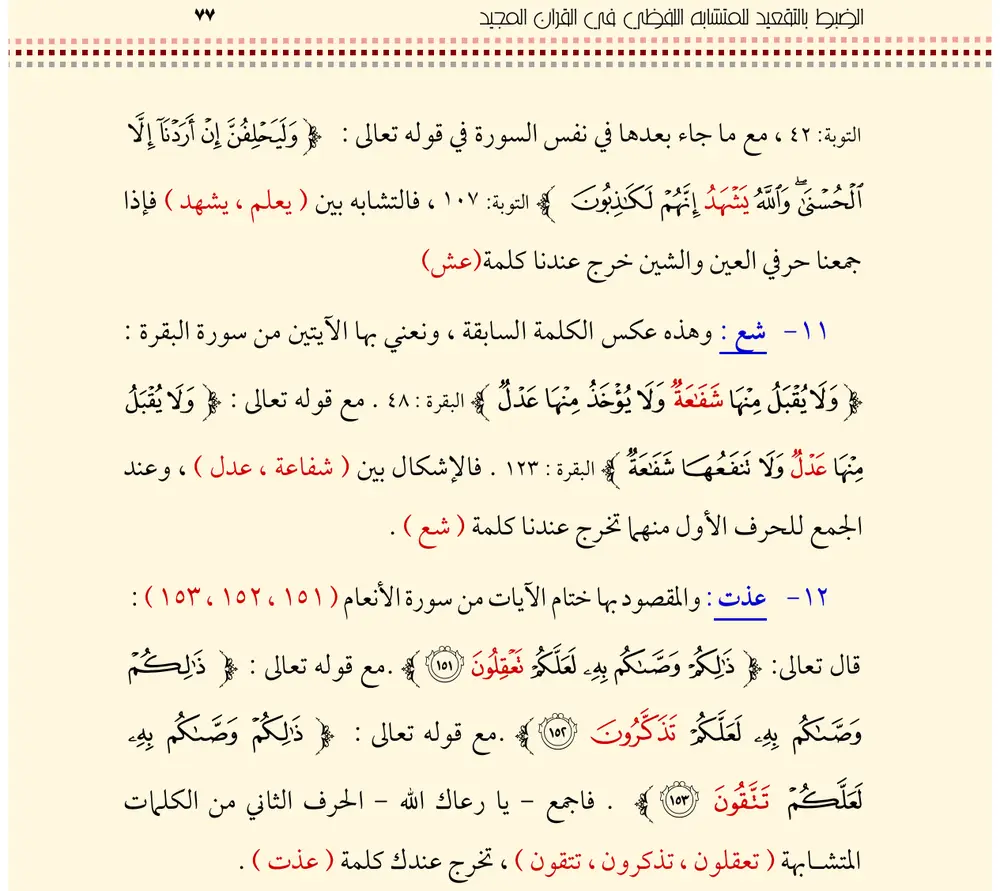 الضبط بالتقعيد للمتشابه اللفظي في القرآن المجيد ٧٧
التوبة: ٤٢ ، مع ما جاء بعدها في نفس السورة في قوله تعالى : ﴿ وَلَيَحْلِفُنَّ إِنْ أَرَدْنَآ إِلَّا
ٱلْحُسْنَىٰۖ وَٱللَّهُ يَشْهَدُ إِنَّهُمْ لَكَـٰذِبُونَ ﴾ التوبة: ١٠٧ ، فالتشابه بين ( يعلم ، يشهد ) فإذا
جمعنا حرفي العين والشين خرج عندنا كلمة(عش)
١١- شع : وهذه عكس الكلمة السابقة ، ونعني بها الآيتين من سورة البقرة :
﴿ وَلَا يُقْبَلُ مِنْهَا شَفَـٰعَةٌ وَلَا يُؤْخَذُ مِنْهَا عَدْلٌ ﴾ البقرة : ٤٨ . مع قوله تعالى : ﴿ وَلَا يُقْبَلُ
مِنْهَا عَدْلٌ وَلَا تَنفَعُهَا شَفَـٰعَةٌ ﴾ البقرة : ١٢٣ . فالإشكال بين ( شفاعة ، عدل ) ، وعند
الجمع للحرف الأول منهما تخرج عندنا كلمة ( شع ) .
١٢- عذت : والمقصود بها ختام الآيات من سورة الأنعام ( ١٥١ ، ١٥٢ ، ١٥٣ ) :
قال تعالى: ﴿ ذَٰلِكُمْ وَصَّىٰكُم بِهِۦ لَعَلَّكُمْ تَعْقِلُونَ ١٥١ ﴾ .مع قوله تعالى : ﴿ ذَٰلِكُمْ
وَصَّىٰكُم بِهِۦ لَعَلَّكُمْ تَذَكَّرُونَ ١٥٢ ﴾ .مع قوله تعالى : ﴿ ذَٰلِكُمْ وَصَّىٰكُم بِهِۦ
لَعَلَّكُمْ تَتَّقُونَ ١٥٣ ﴾ . فاجمع – يا رعاك الله – الحرف الثاني من الكلمات
المتشابهة ( تعقلون ، تذكرون ، تتقون ) ، تخرج عندك كلمة ( عذت ) .